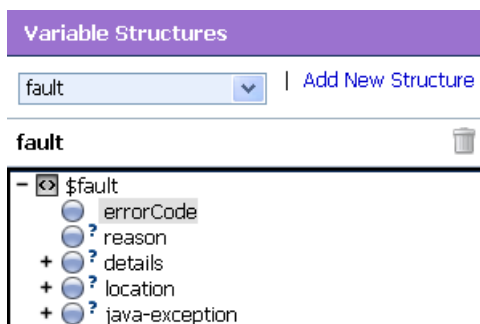 Variable Structures
fault | Add New Structure
fault
$fault
errorCode
? reason
? details
? location
? java-exception